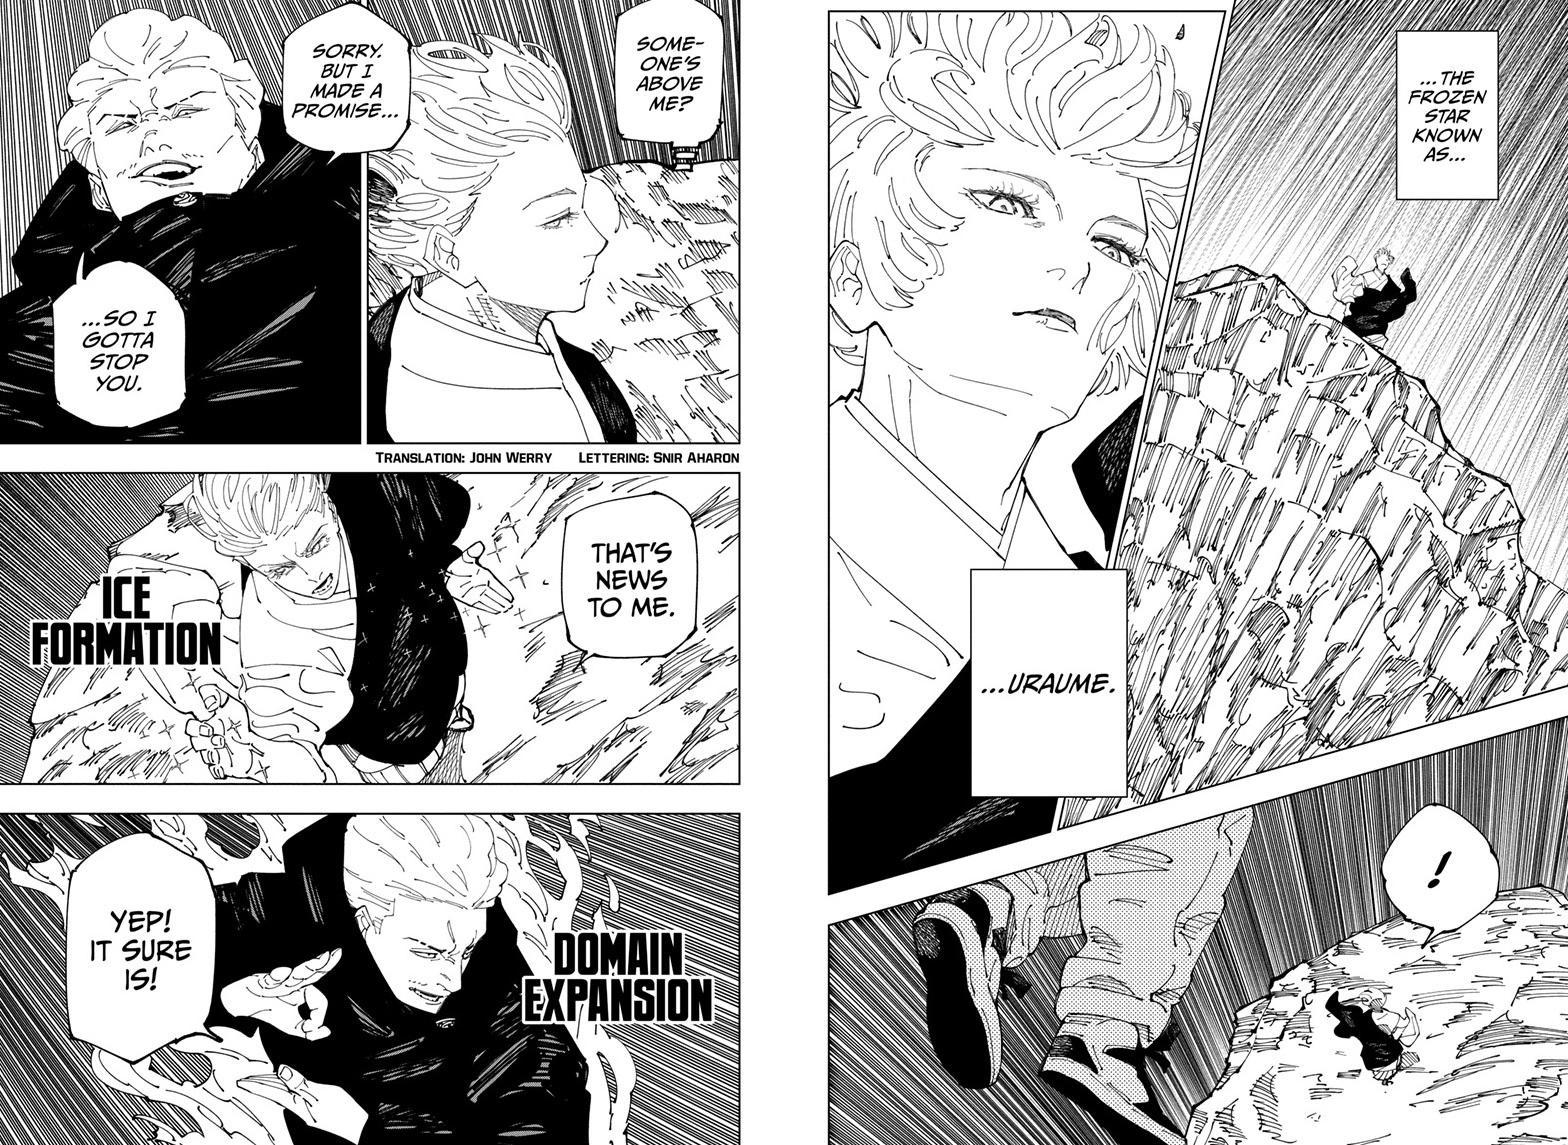 ...THE
FROZEN
STAR
KNOWN
AS...
...URAUME.
!
SOME-
ONE'S
ABOVE
ME?
SORRY.
BUT I
MADE A
PROMISE...
...SO I
GOTTA
STOP
YOU.
TRANSLATION: JOHN WERRY LETTERING: SNIR AHARON
THAT'S
NEWS
TO ME.
ICE
FORMATION
DOMAIN
EXPANSION
YEP!
IT SURE
IS!